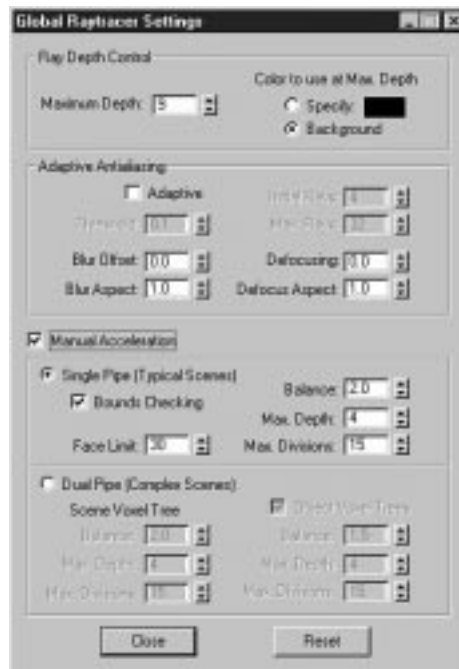 Global Raytracer Settings
Ray Depth Control
Maximum Depth: 5
Color to use at Max. Depth
Specify:
Background
Adaptive Antialiasing
Adaptive
Initial Rays: 4
Threshold: 0.1
Max. Rays: 32
Blur Offset: 0.0
Defocusing: 0.0
Blur Aspect: 1.0
Defocus Aspect: 1.0
Manual Acceleration
Single Pipe (Typical Scenes)
Balance: 2.0
Bounds Checking
Max. Depth: 4
Face Limit: 30
Max. Divisions: 15
Dual Pipe (Complex Scenes)
Scene Voxel Tree
Object Voxel Trees
Balance: 2.0
Balance: 1.5
Max. Depth: 4
Max. Depth: 4
Max. Divisions: 15
Max. Divisions: 15
Close
Reset